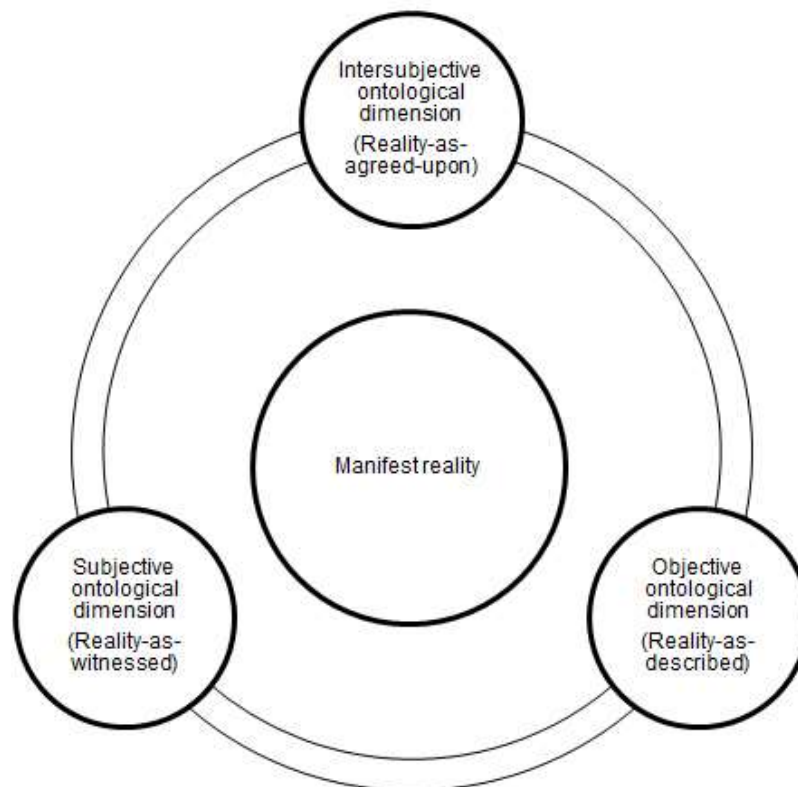 Intersubjective
ontological
dimension
(Reality-as-
agreed-upon)
Manifest reality
Subjective
ontological
dimension
(Reality-as-
witnessed)
Objective
ontological
dimension
(Reality-as-
described)